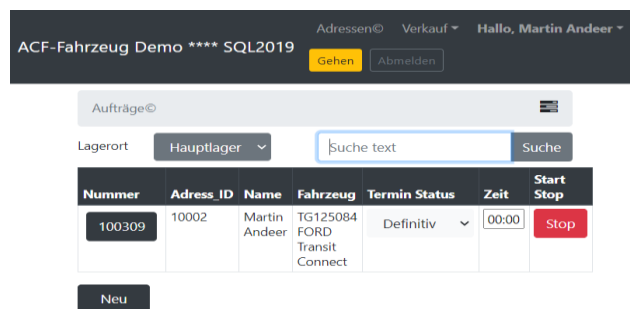 Adressen© Verkauf Hallo, Martin Andeer
ACF-Fahrzeug Demo **** SQL2019
Gehen Abmelden
Aufträge©
Lagerort Hauptlager Suche text Suche
Nummer Adress_ID Name Fahrzeug Termin Status Zeit Start Stop
100309 10002 Martin Andeer TG125084 FORD Transit Connect Definitiv 00:00 Stop
Neu